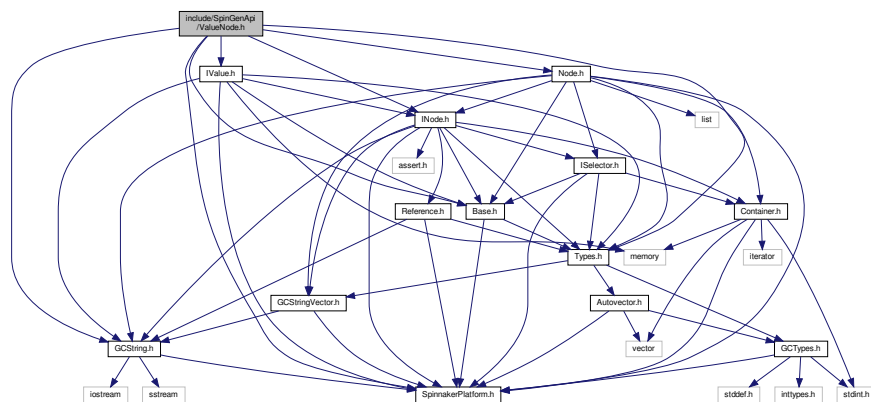 include/SpinGenApi
/ValueNode.h
IValue.h
Node.h
INode.h
list
assert.h
ISelector.h
Reference.h
Base.h
Container.h
Types.h
memory
iterator
GCStringVector.h
Autovector.h
GCString.h
vector
GCTypes.h
iostream
sstream
SpinnakerPlatform.h
stddef.h
inttypes.h
stdint.h